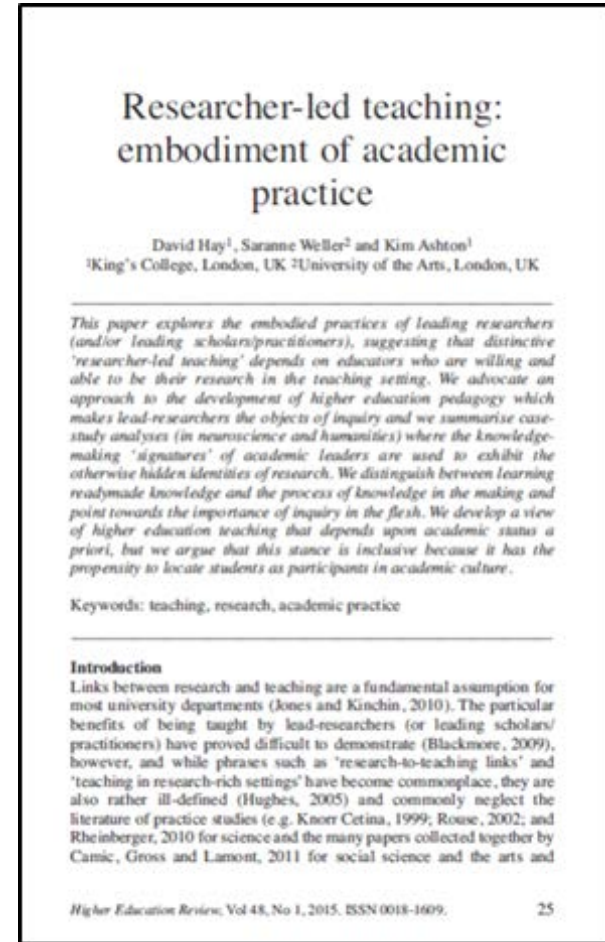 Researcher-led teaching:
embodiment of academic
practice
David Hay¹, Saranne Weller² and Kim Ashton¹
¹King's College, London, UK ²University of the Arts, London, UK
This paper explores the embodied practices of leading researchers
(and/or leading scholars/practitioners), suggesting that distinctive
'researcher-led teaching' depends on educators who are willing and
able to be their research in the teaching setting. We advocate an
approach to the development of higher education pedagogy which
makes lead-researchers the objects of inquiry and we summarise case-
study analyses (in neuroscience and humanities) where the knowledge-
making 'signatures' of academic leaders are used to exhibit the
otherwise hidden identities of research. We distinguish between learning
readymade knowledge and the process of knowledge in the making and
point towards the importance of inquiry in the flesh. We develop a view
of higher education teaching that depends upon academic status a
priori, but we argue that this stance is inclusive because it has the
propensity to locate students as participants in academic culture.
Keywords: teaching, research, academic practice
Introduction
Links between research and teaching are a fundamental assumption for
most university departments (Jones and Kinchin, 2010). The particular
benefits of being taught by lead-researchers (or leading scholars/
practitioners) have proved difficult to demonstrate (Blackmore, 2009),
however, and while phrases such as 'research-to-teaching links' and
'teaching in research-rich settings' have become commonplace, they are
also rather ill-defined (Hughes, 2005) and commonly neglect the
literature of practice studies (e.g. Knorr Cetina, 1999; Rouse, 2002; and
Rheinberger, 2010 for science and the many papers collected together by
Camic, Gross and Lamont, 2011 for social science and the arts and
Higher Education Review, Vol 48, No 1, 2015. ISSN 0018-1609. 25